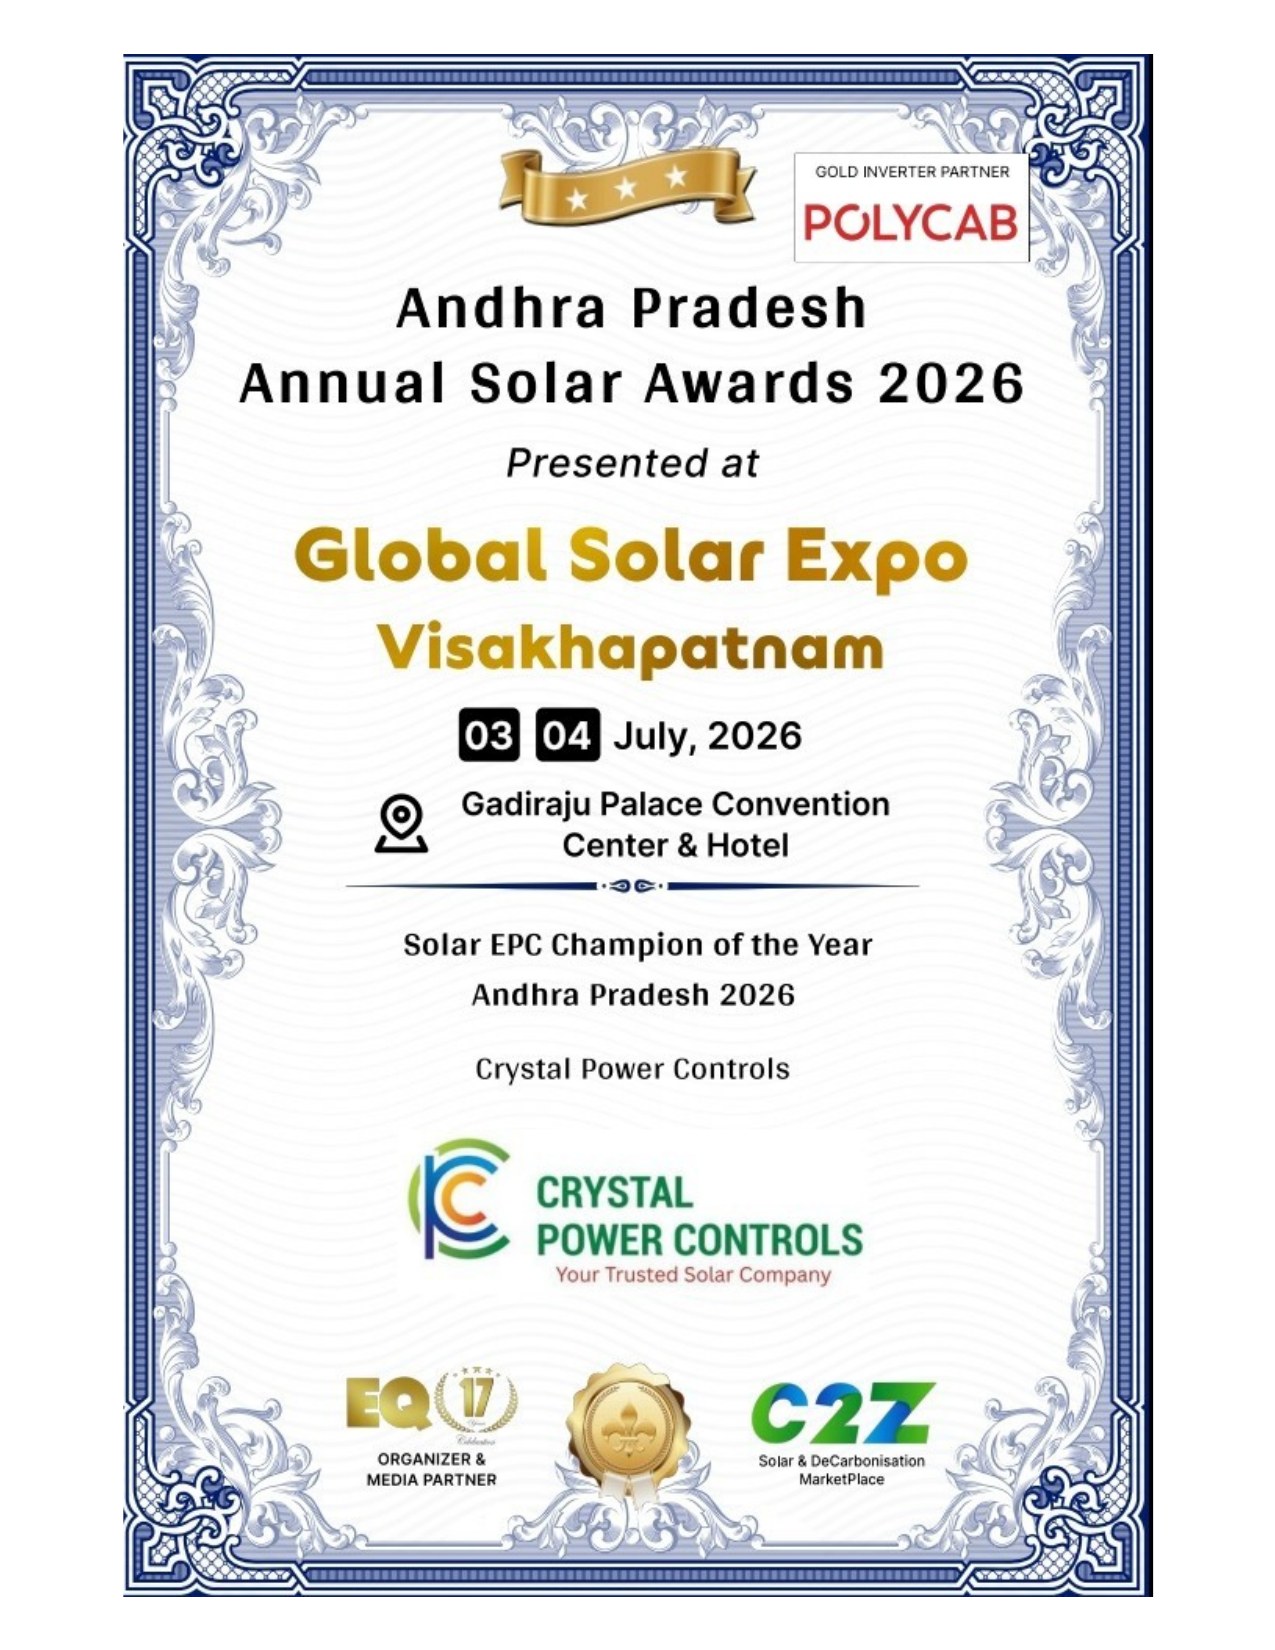 GOLD INVERTER PARTNER
POLYCAB
Andhra Pradesh
Annual Solar Awards 2026
Presented at
Global Solar Expo
Visakhapatnam
03 04 July, 2026
Gadiraju Palace Convention
Center & Hotel
Solar EPC Champion of the Year
Andhra Pradesh 2026
Crystal Power Controls
CRYSTAL
POWER CONTROLS
Your Trusted Solar Company
EQ 17
Years
Celebration
ORGANIZER &
MEDIA PARTNER
C2Z
Solar & DeCarbonisation
MarketPlace